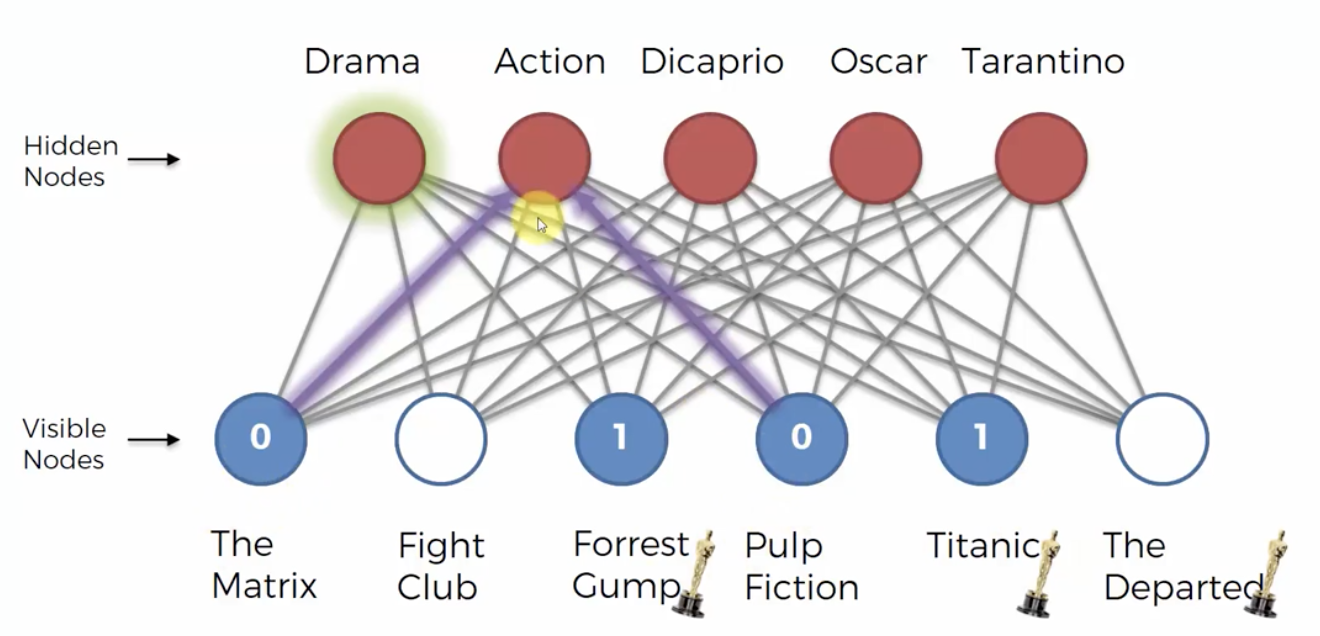 Drama Action Dicaprio Oscar Tarantino
Hidden
Nodes
0 1 0 1
Visible
Nodes
The
Matrix
Fight
Club
Forrest
Gump
Pulp
Fiction
Titanic
The
Departed